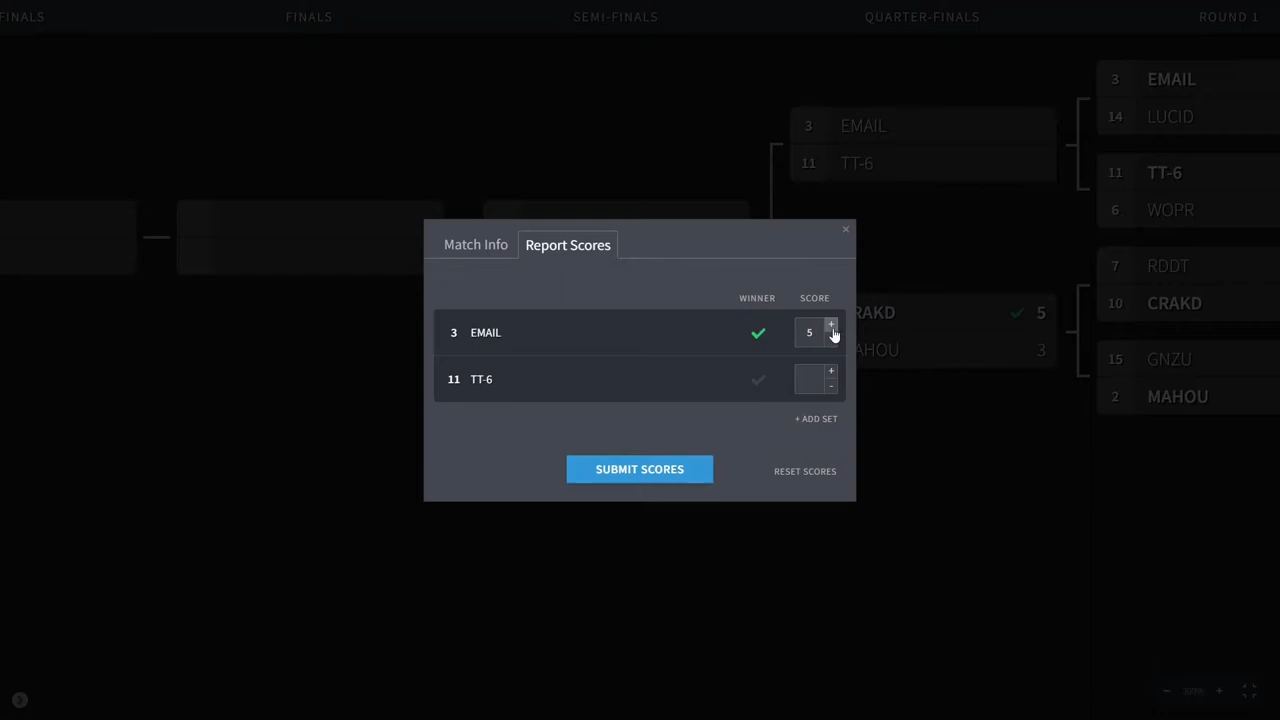 FINALS
FINALS
SEMI-FINALS
QUARTER-FINALS
ROUND 1
3 EMAIL
14 LUCID
3 EMAIL
11 TT-6
11 TT-6
6 WOPR
7 RDDT
10 CRAKD
RAKD 5
AHOU 3
15 GNZU
2 MAHOU
Match Info
Report Scores
×
WINNER
SCORE
3 EMAIL 5 +
11 TT-6 + -
+ ADD SET
SUBMIT SCORES
RESET SCORES
- +